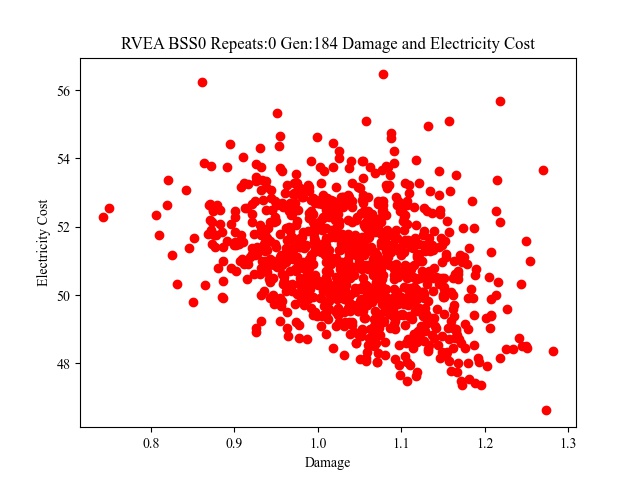 RVEA BSS0 Repeats:0 Gen:184 Damage and Electricity Cost
56
54
52
50
48
Electricity Cost
0.8 0.9 1.0 1.1 1.2 1.3
Damage